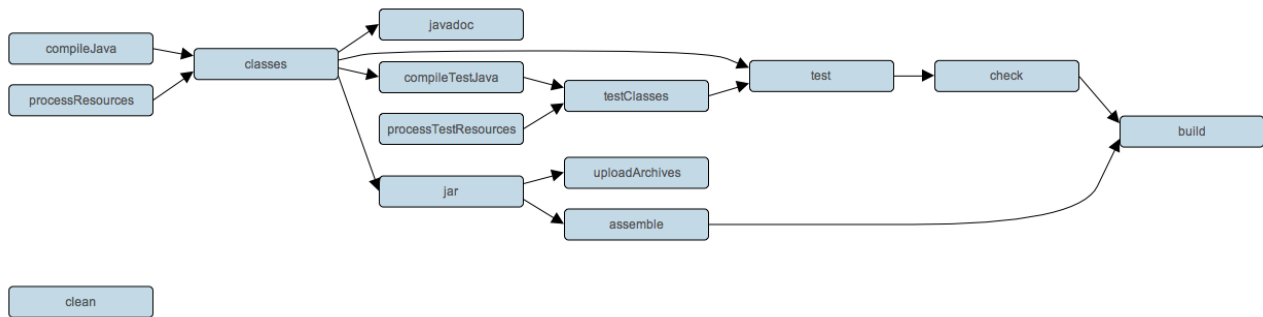 javadoc
compileJava
classes
compileTestJava
test
check
processResources
testClasses
processTestResources
build
uploadArchives
jar
assemble
clean